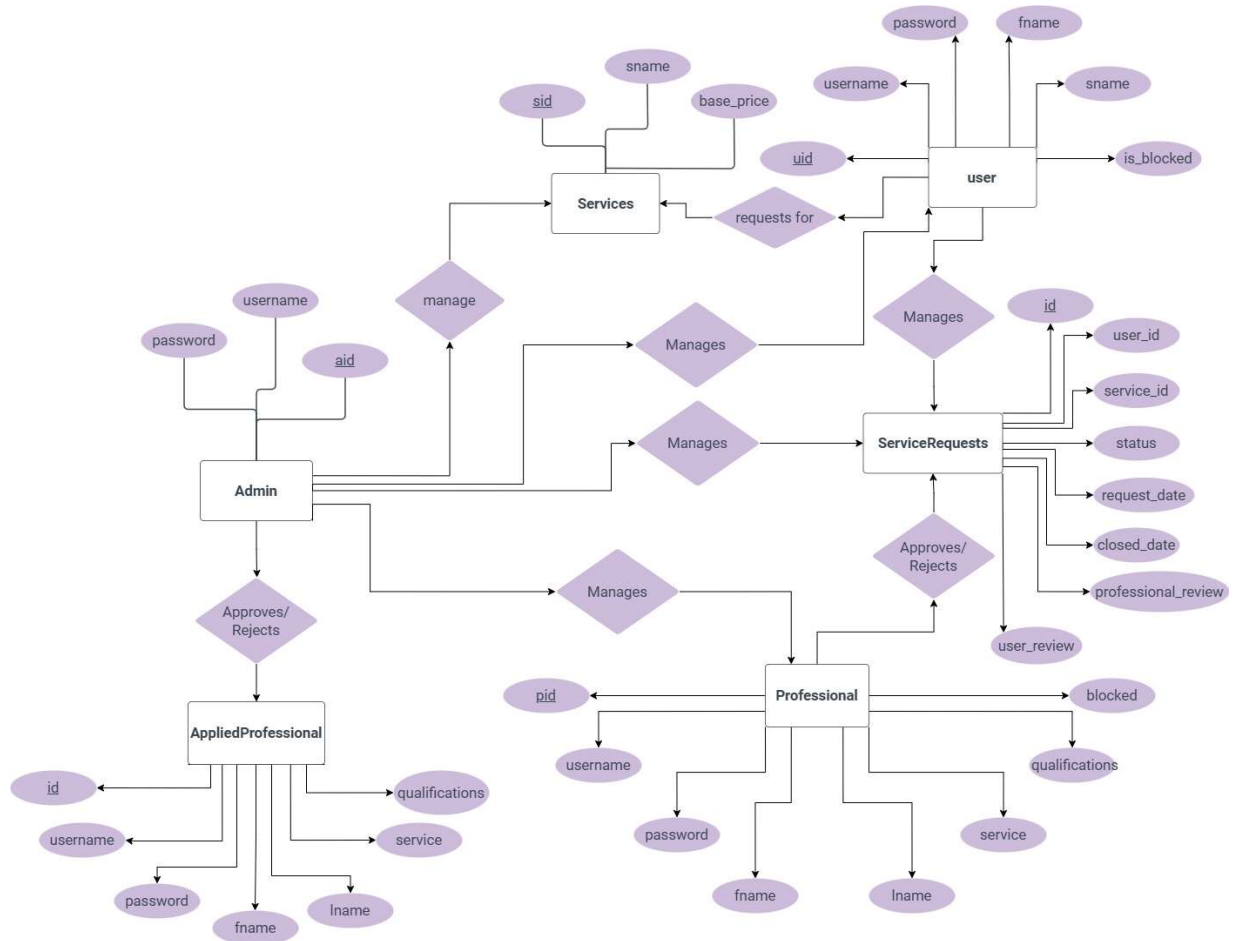 password
fname
sname
username
sname
sid
base_price
uid
is_blocked
user
Services
requests for
manage
username
id
Manages
user_id
password
Manages
aid
service_id
ServiceRequests
status
Manages
Admin
request_date
closed_date
Approves/
Rejects
professional_review
Manages
Approves/
Rejects
user_review
pid
Professional
blocked
AppliedProfessional
username
qualifications
id
qualifications
password
service
username
service
fname
lname
password
lname
fname